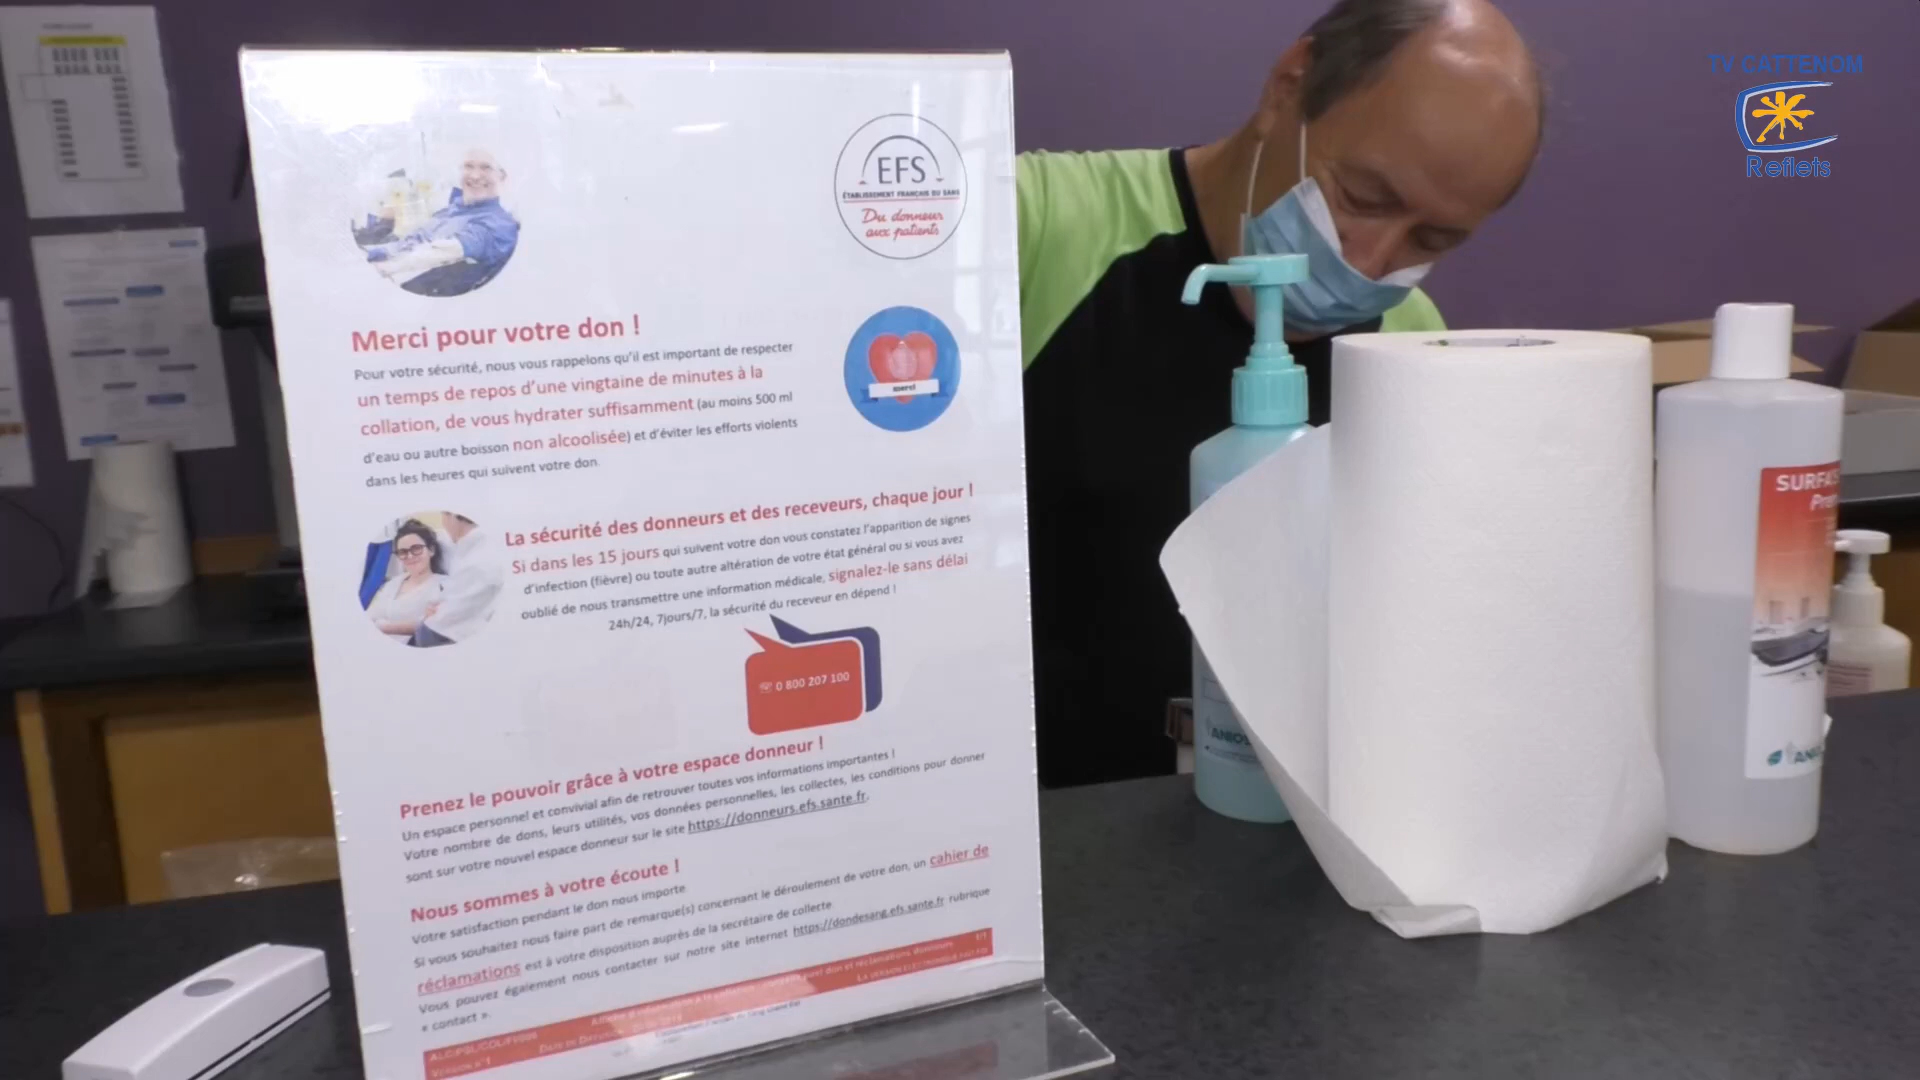 TV CATTENOM
Reflets
EFS
ÉTABLISSEMENT FRANÇAIS DU SANG
Du donneur
aux patients
Merci pour votre don !
Pour votre sécurité, nous vous rappelons qu'il est important de respecter
un temps de repos d'une vingtaine de minutes à la
collation, de vous hydrater suffisamment (au moins 500 ml
d'eau ou autre boisson non alcoolisée) et d'éviter les efforts violents
dans les heures qui suivent votre don.
merci
La sécurité des donneurs et des receveurs, chaque jour !
Si dans les 15 jours qui suivent votre don vous constatez l'apparition de signes
d'infection (fièvre) ou toute autre altération de votre état général ou si vous avez
oublié de nous transmettre une information médicale, signalez-le sans délai
24h/24, 7jours/7, la sécurité du receveur en dépend !
0 800 207 100
Prenez le pouvoir grâce à votre espace donneur !
Un espace personnel et convivial afin de retrouver toutes vos informations importantes !
Votre nombre de dons, leurs utilités, vos données personnelles, les collectes, les conditions pour donner
sont sur votre nouvel espace donneur sur le site https://donneurs.efs.sante.fr.
Nous sommes à votre écoute !
Votre satisfaction pendant le don nous importe.
Si vous souhaitez nous faire part de remarque(s) concernant le déroulement de votre don, un cahier de
réclamations est à votre disposition auprès de la secrétaire de collecte.
Vous pouvez également nous contacter sur notre site internet https://dondesang.efs.sante.fr rubrique
« contact ».
1/1
VERSION n°1
SURFA
ANIOS
ANIO